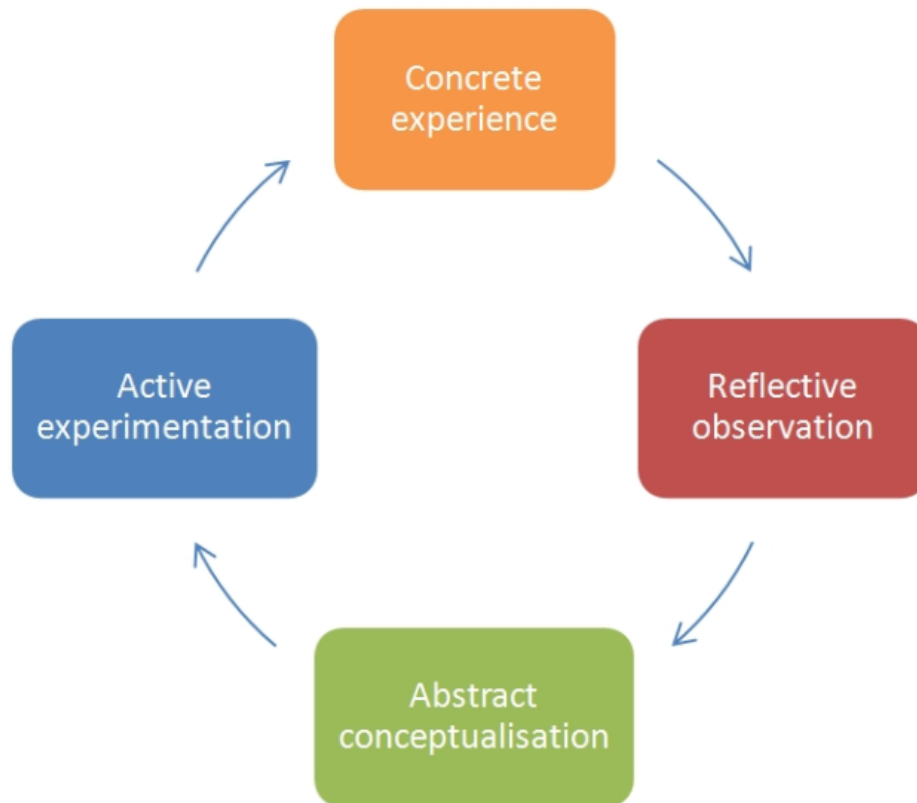 Concrete
experience
Reflective
observation
Abstract
conceptualisation
Active
experimentation